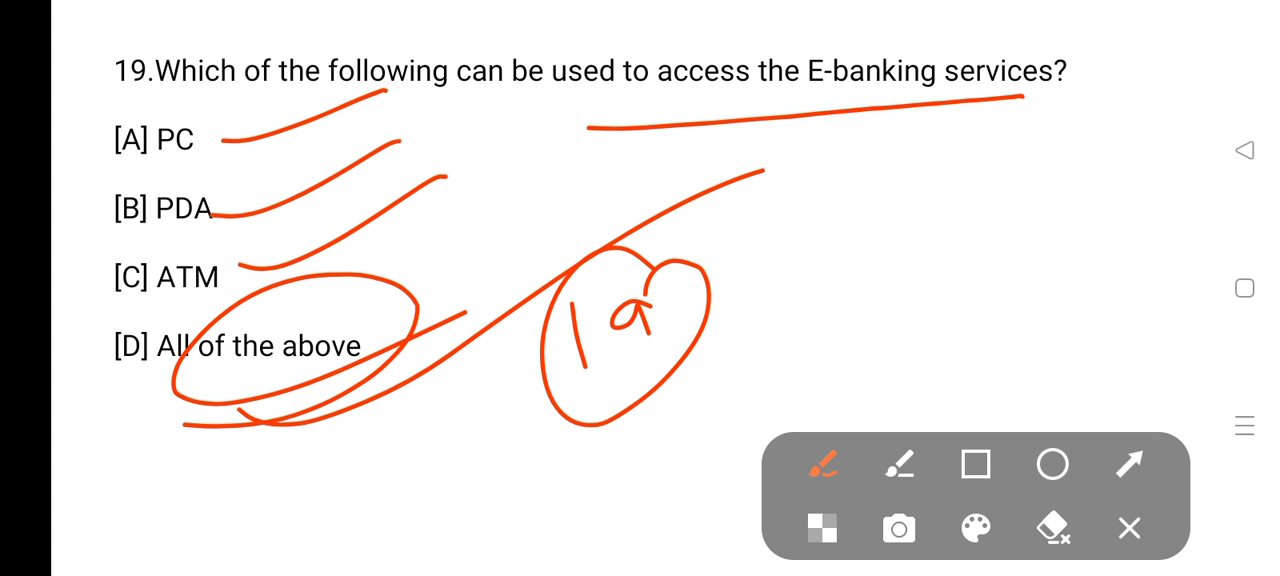 19.Which of the following can be used to access the E-banking services?
[A] PC
[B] PDA
[C] ATM
[D] All of the above